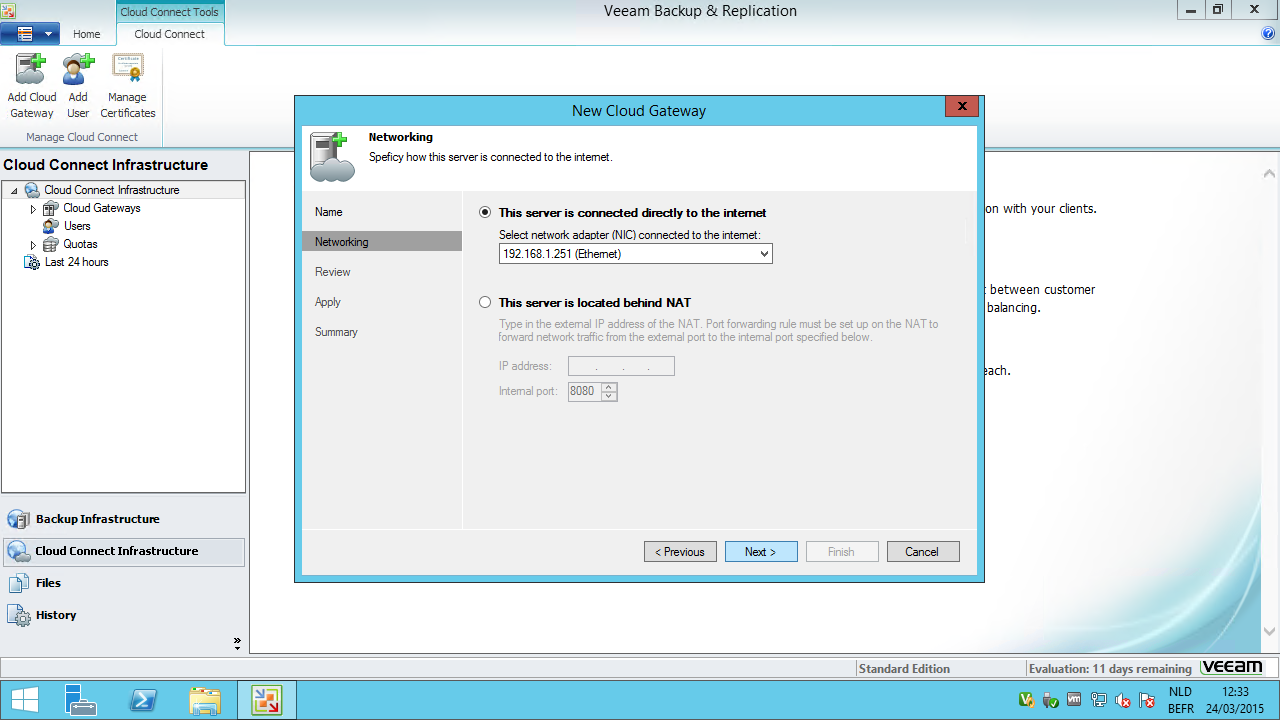 Cloud Connect Tools
Veeam Backup & Replication
Home
Cloud Connect
Add Cloud
Gateway
Add
User
Manage
Certificates
Manage Cloud Connect
Cloud Connect Infrastructure
Cloud Connect Infrastructure
Cloud Gateways
Users
Quotas
Last 24 hours
Backup Infrastructure
Cloud Connect Infrastructure
Files
History
New Cloud Gateway
Networking
Speficy how this server is connected to the internet.
Name
Networking
Review
Apply
Summary
This server is connected directly to the internet
Select network adapter (NIC) connected to the internet:
192.168.1.251 (Ethernet)
This server is located behind NAT
Type in the external IP address of the NAT. Port forwarding rule must be set up on the NAT to
forward network traffic from the external port to the internal port specified below.
IP address: . . .
Internal port: 8080
< Previous
Next >
Finish
Cancel
on with your clients.
t between customer
balancing.
each.
Standard Edition
Evaluation: 11 days remaining
veeam
NLD
BEFR
12:33
24/03/2015